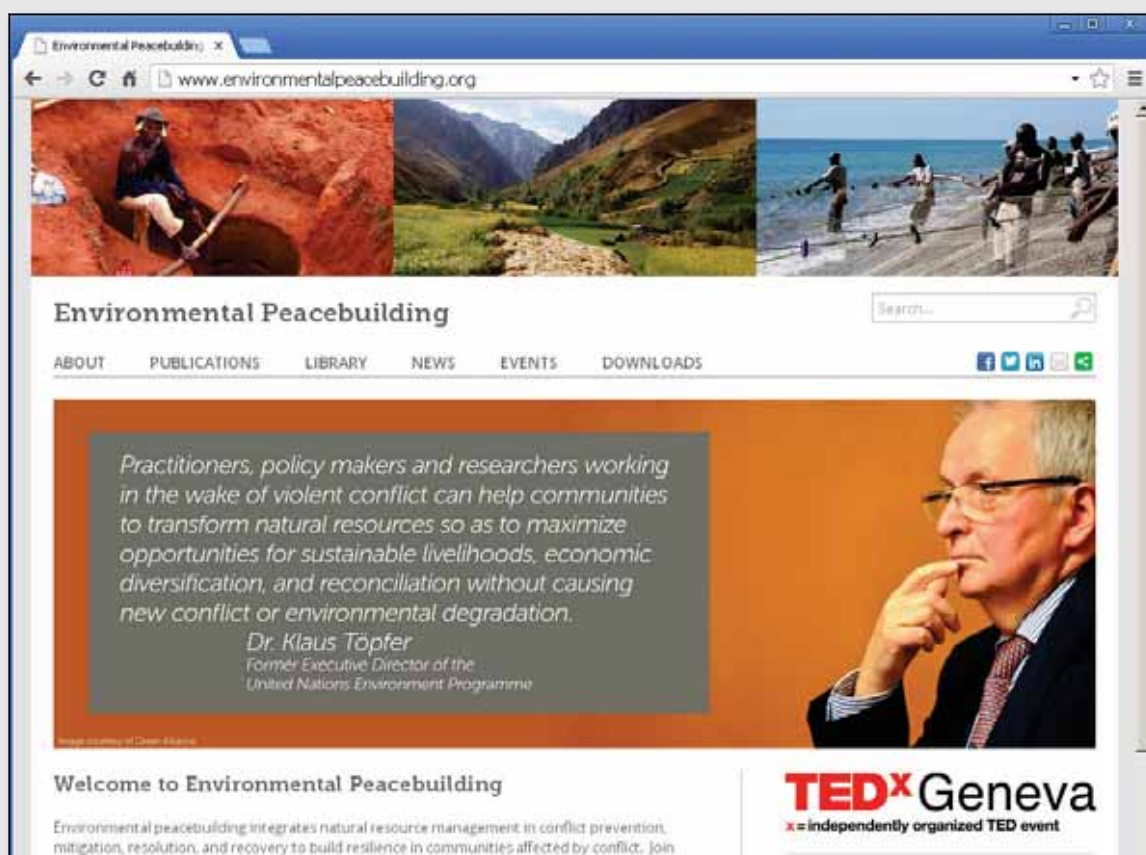 Environmental Peacebuilding
www.environmentalpeacebuilding.org
Environmental Peacebuilding
Search...
ABOUT PUBLICATIONS LIBRARY NEWS EVENTS DOWNLOADS
Practitioners, policy makers and researchers working
in the wake of violent conflict can help communities
to transform natural resources so as to maximize
opportunities for sustainable livelihoods, economic
diversification, and reconciliation without causing
new conflict or environmental degradation.
Dr. Klaus Töpfer
Former Executive Director of the
United Nations Environment Programme
Image courtesy of Green Alliance
Welcome to Environmental Peacebuilding
Environmental peacebuilding integrates natural resource management in conflict prevention,
mitigation, resolution, and recovery to build resilience in communities affected by conflict. Join
TEDx Geneva
x = independently organized TED event